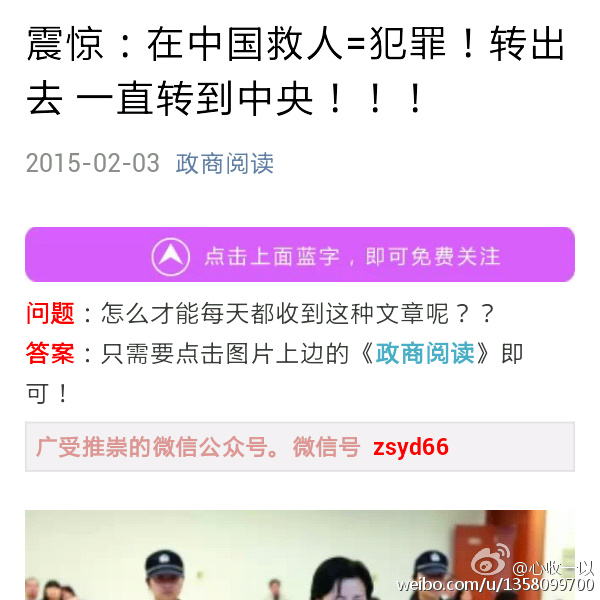 震惊：在中国救人=犯罪！转出
去 一直转到中央！！！
2015-02-03 政商阅读
点击上面蓝字，即可免费关注
问题：怎么才能每天都收到这种文章呢？？
答案：只需要点击图片上边的《政商阅读》即
可！
广受推崇的微信公众号。微信号 zsyd66
@心收一以
weibo.com/u/1358099700